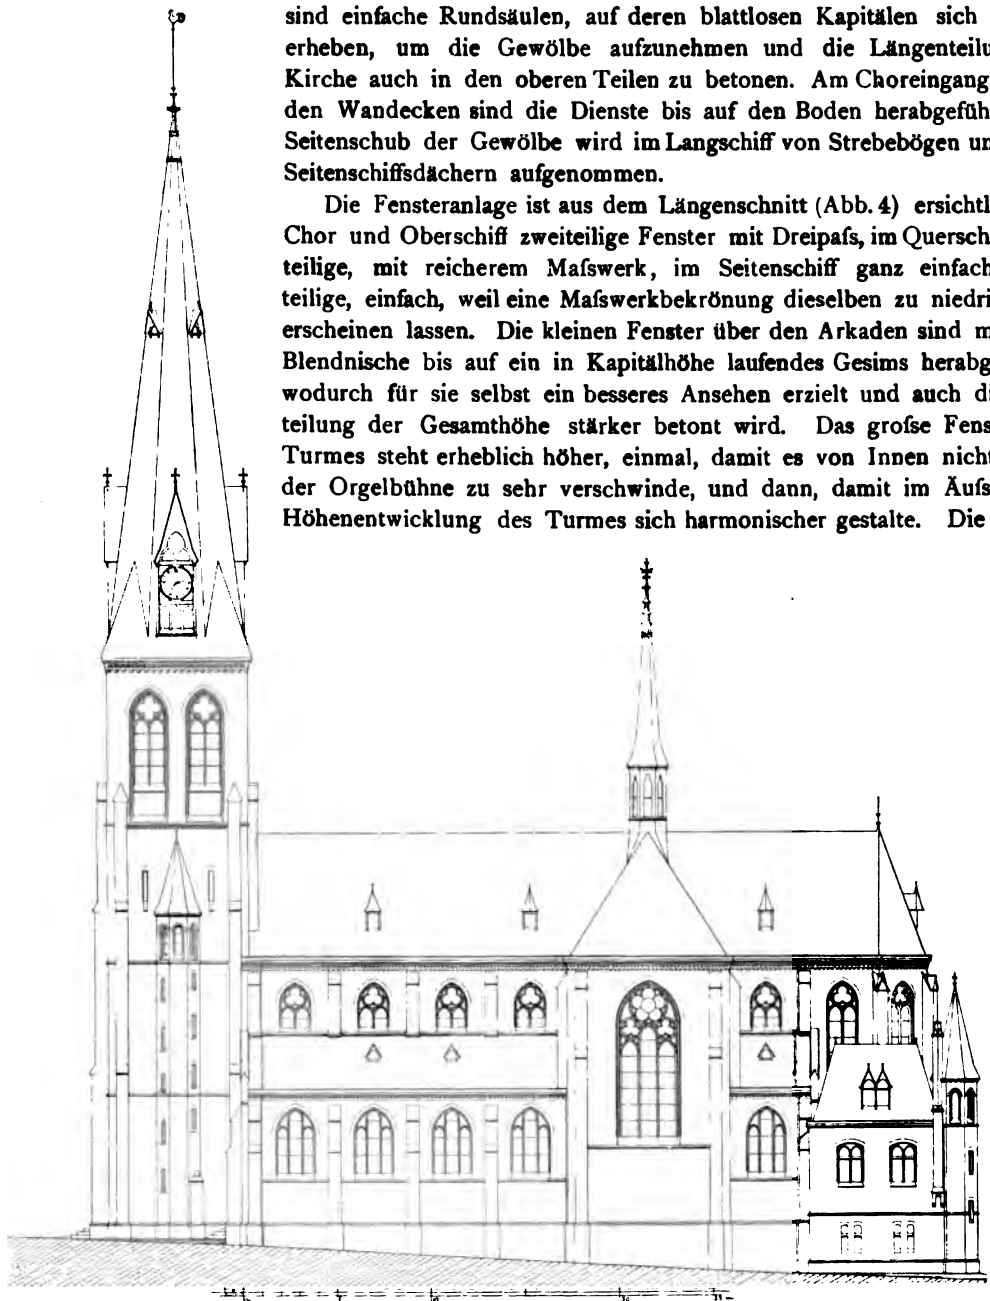 sind einfache Rundsäulen, auf deren blattlosen Kapitälen sich
erheben, um die Gewölbe aufzunehmen und die Längenteilu
Kirche auch in den oberen Teilen zu betonen. Am Choreingang
den Wandecken sind die Dienste bis auf den Boden herabgefüh
Seitenschub der Gewölbe wird im Langschiff von Strebebögen un
Seitenschiffsdächern aufgenommen.
Die Fensteranlage ist aus dem Längenschnitt (Abb. 4) ersichtl
Chor und Oberschiff zweiteilige Fenster mit Dreipaſs, im Quersch
teilige, mit reicherem Maſswerk, im Seitenschiff ganz einfach
teilige, einfach, weil eine Maſswerkbekrönung dieselben zu niedri
erscheinen lassen. Die kleinen Fenster über den Arkaden sind m
Blendnische bis auf ein in Kapitälhöhe laufendes Gesims herabg
wodurch für sie selbst ein besseres Ansehen erzielt und auch di
teilung der Gesamthöhe stärker betont wird. Das groſse Fens
Turmes steht erheblich höher, einmal, damit es von Innen nicht
der Orgelbühne zu sehr verschwinde, und dann, damit im Äuſs
Höhenentwicklung des Turmes sich harmonischer gestalte. Die